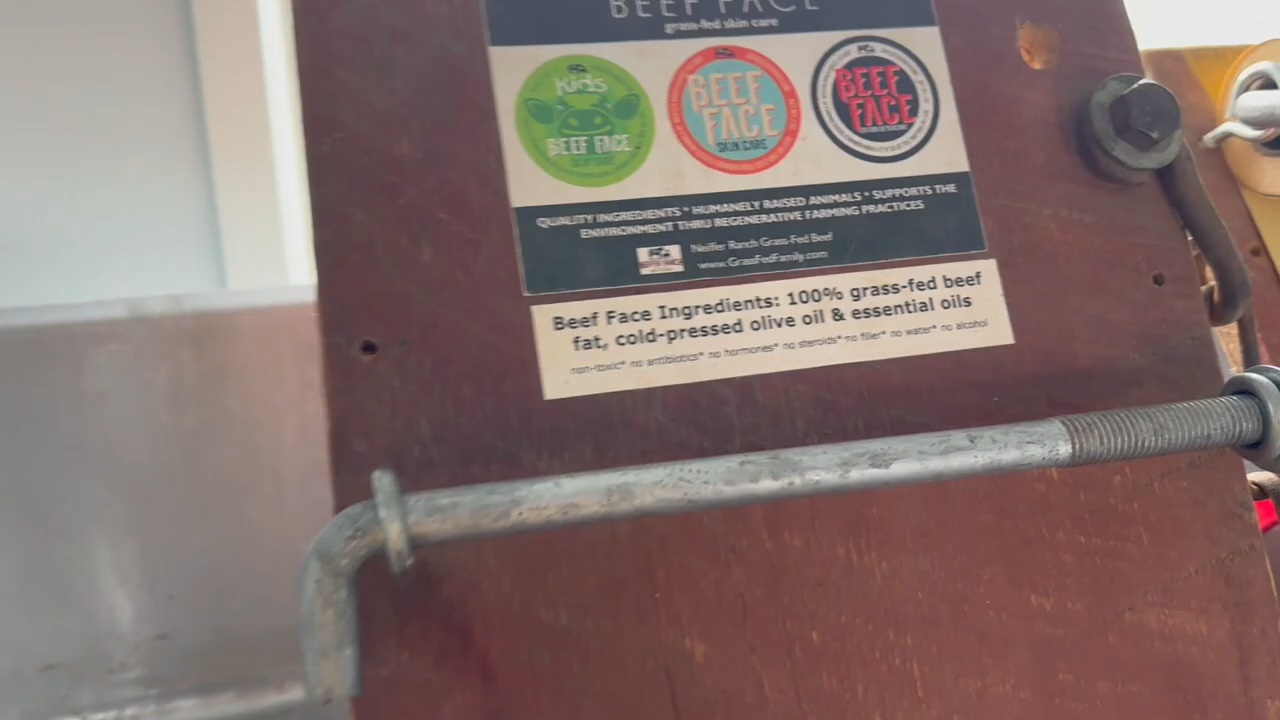 BEEF FACE
grass-fed skin care
Kids
BEEF FACE
BEEF
FACE
SKIN CARE
BEEF
FACE
QUALITY INGREDIENTS * HUMANELY RAISED ANIMALS * SUPPORTS THE
ENVIRONMENT THRU REGENERATIVE FARMING PRACTICES
Neiffer Ranch Grass-Fed Beef
www.GrassFedFamily.com
Beef Face Ingredients: 100% grass-fed beef
fat, cold-pressed olive oil & essential oils
non-toxic* no antibiotics* no hormones* no steroids* no filler* no water* no alcohol